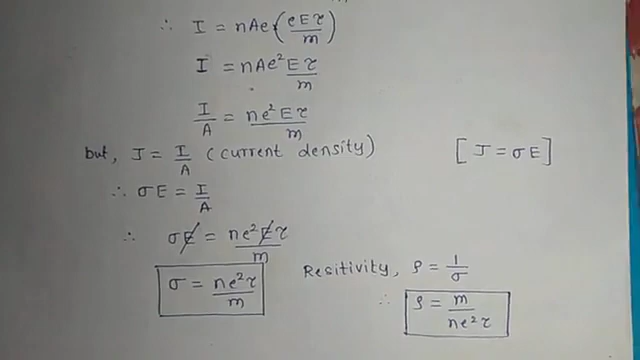 ∴ I = nAe(eEτ/m)
I = nAe²Eτ/m
I/A = ne²Eτ/m
but, J = I/A (current density) [J = σE]
∴ σE = I/A
∴ σE = ne²Eτ/m
σ = ne²τ/m
Resitivity, ρ = 1/σ
∴ ρ = m/ne²τ